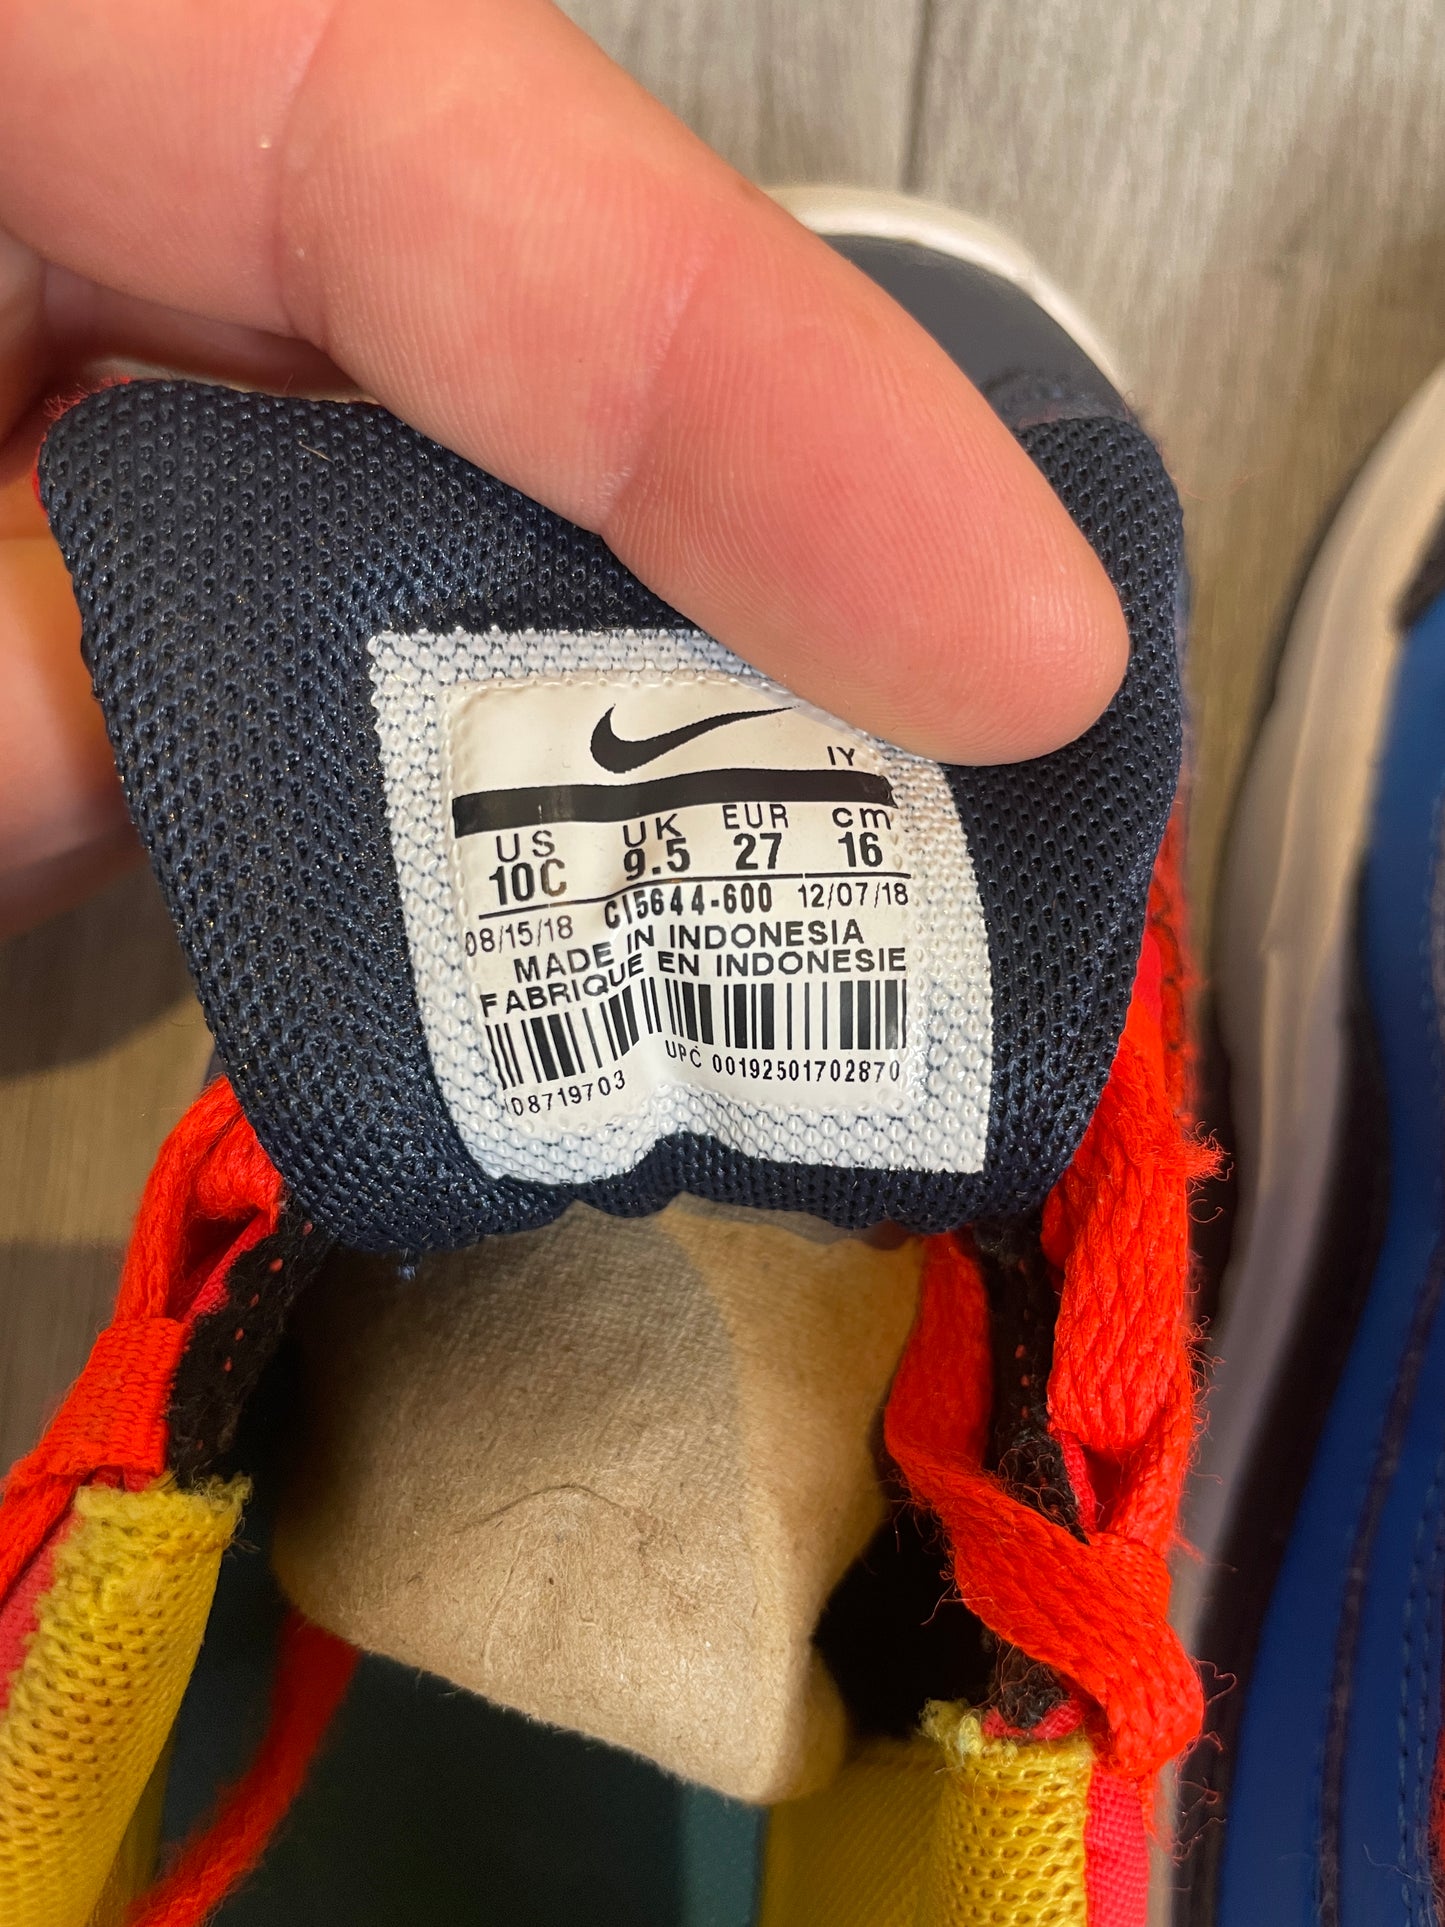 IY
US UK EUR cm
10C 9.5 27 16
08/15/18 CI5644-600 12/07/18
MADE IN INDONESIA
FABRIQUE EN INDONESIE
08719703 UPC 00192501702870